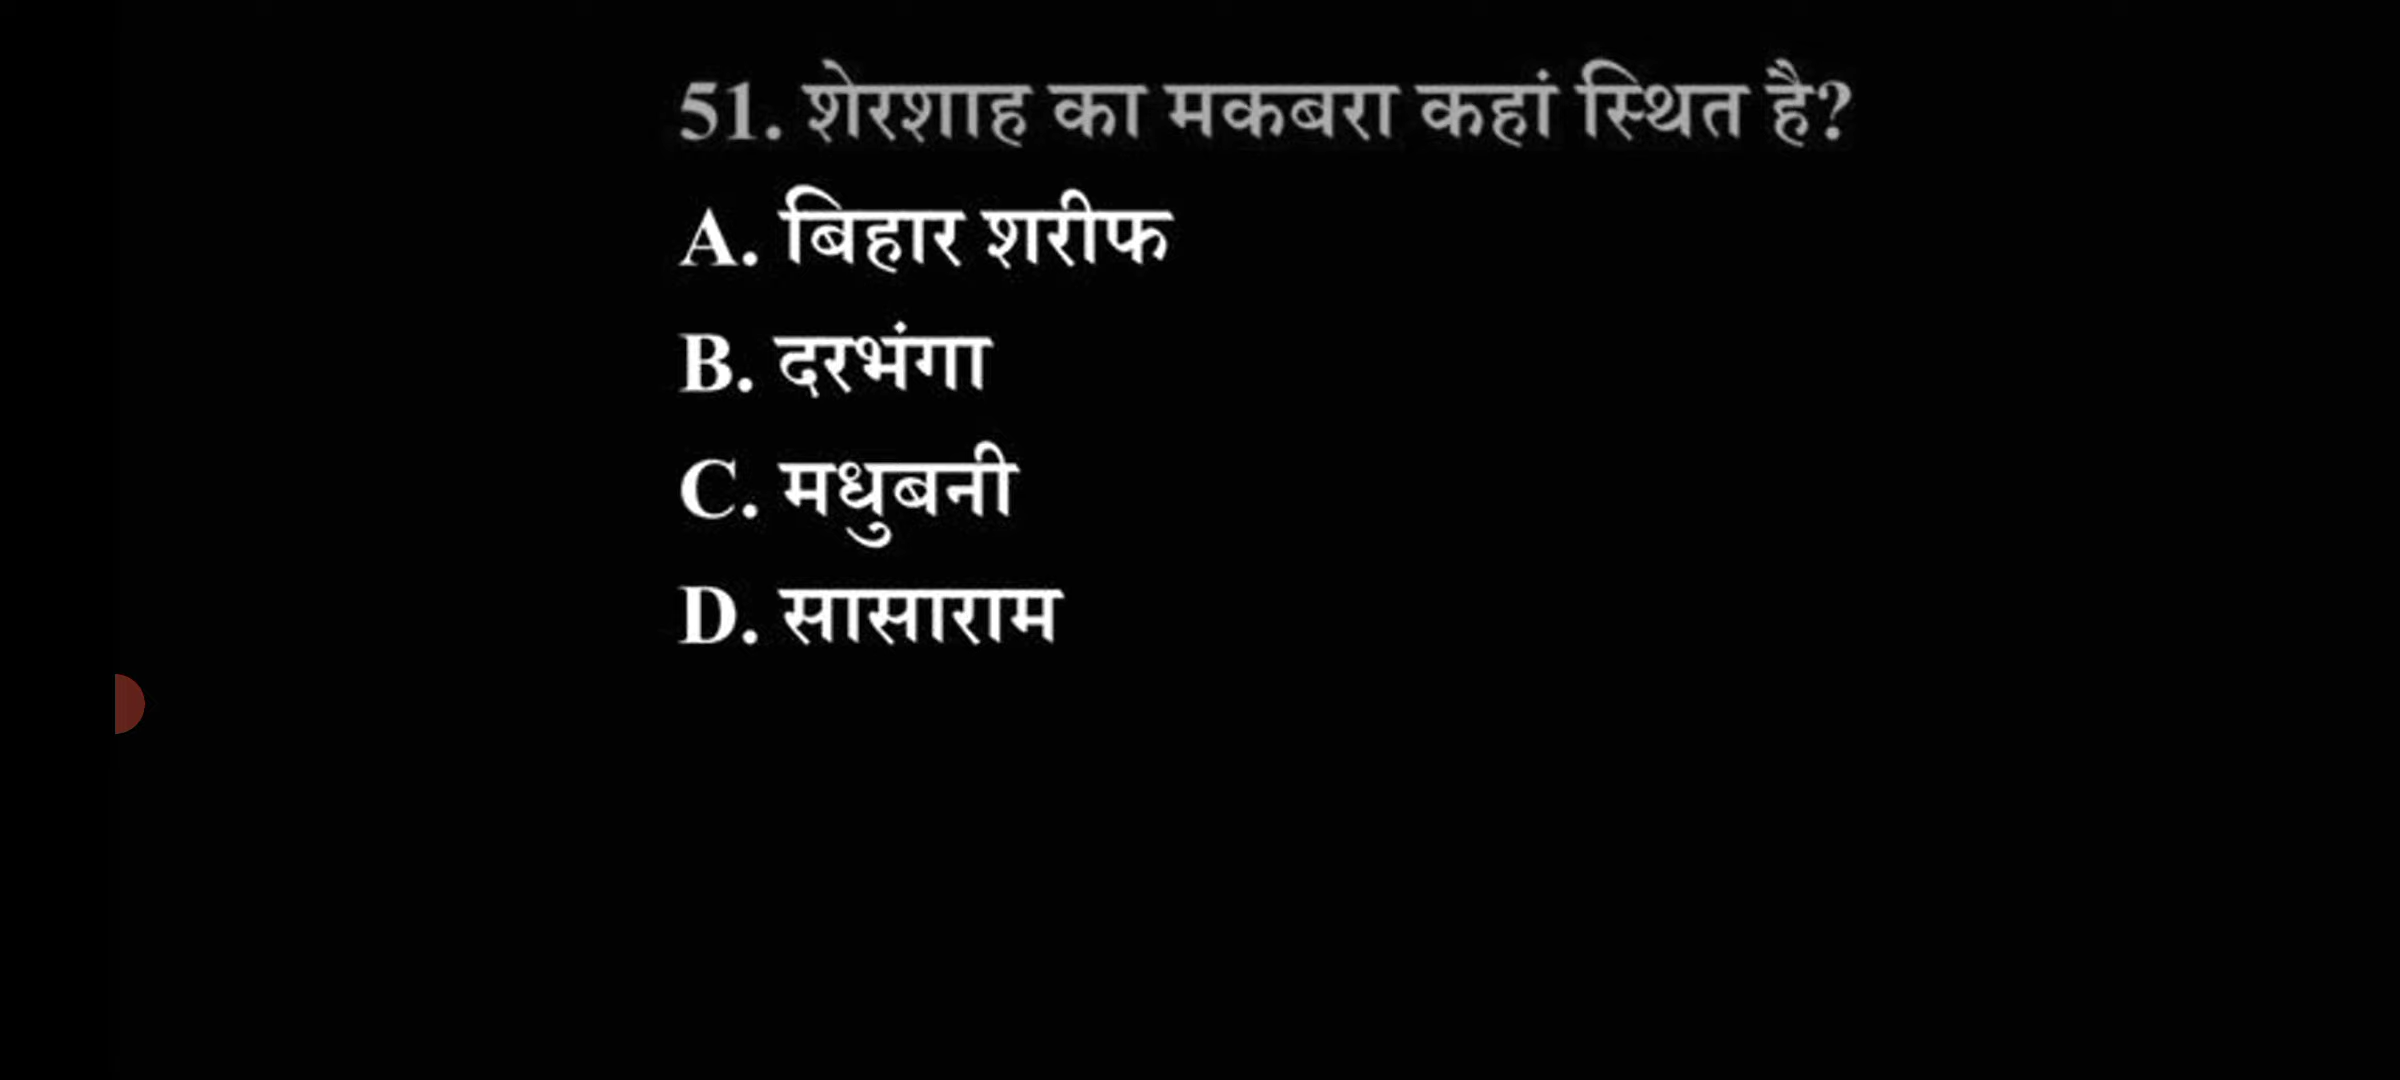 51. शेरशाह का मकबरा कहां स्थित है?
A. बिहार शरीफ
B. दरभंगा
C. मधुबनी
D. सासाराम